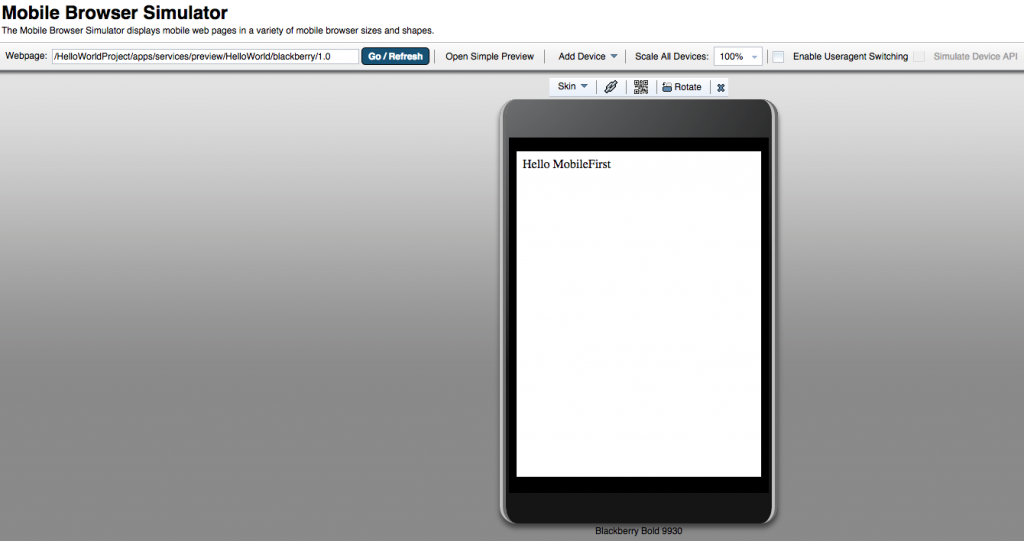 Mobile Browser Simulator
The Mobile Browser Simulator displays mobile web pages in a variety of mobile browser sizes and shapes.
Webpage: /HelloWorldProject/apps/services/preview/HelloWorld/blackberry/1.0 Go / Refresh Open Simple Preview Add Device Scale All Devices: 100% Enable Useragent Switching Simulate Device API
Skin Rotate
Hello MobileFirst
Blackberry Bold 9930